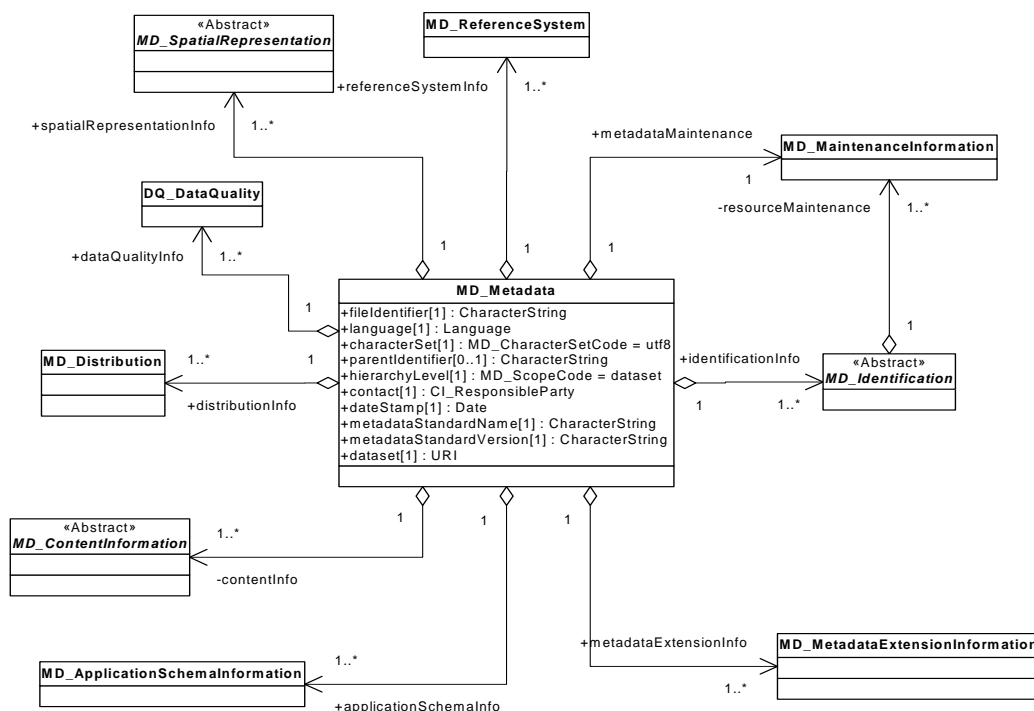 «Abstract»
MD_SpatialRepresentation
MD_ReferenceSystem
+referenceSystemInfo
1..*
+spatialRepresentationInfo
1..*
+metadataMaintenance
MD_MaintenanceInformation
1
DQ_DataQuality
-resourceMaintenance
1..*
+dataQualityInfo
1..*
1
1
1
MD_Metadata
1
+fileIdentifier[1] : CharacterString
+language[1] : Language
+characterSet[1] : MD_CharacterSetCode = utf8
+parentIdentifier[0..1] : CharacterString
+hierarchyLevel[1] : MD_ScopeCode = dataset
+contact[1] : CI_ResponsibleParty
+dateStamp[1] : Date
+metadataStandardName[1] : CharacterString
+metadataStandardVersion[1] : CharacterString
+dataset[1] : URI
1
MD_Distribution
1..*
1
+distributionInfo
+identificationInfo
1
1..*
«Abstract»
MD_Identification
1
1
1
«Abstract»
MD_ContentInformation
1..*
-contentInfo
+metadataExtensionInfo
MD_MetadataExtensionInformation
1..*
MD_ApplicationSchemaInformation
1..*
+applicationSchemaInfo